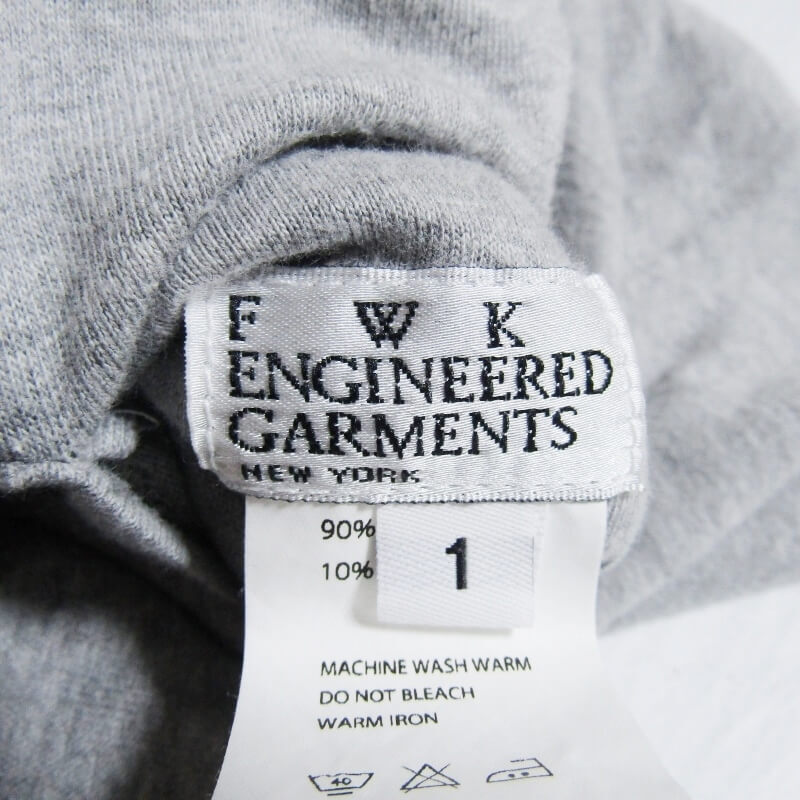 F W K
ENGINEERED
GARMENTS
NEW YORK
90%
10%
1
MACHINE WASH WARM
DO NOT BLEACH
WARM IRON
40